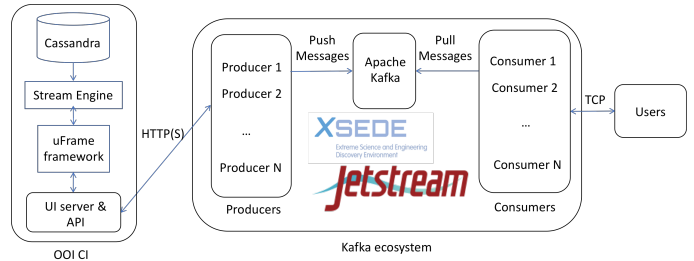 Cassandra
Stream Engine
uFrame
framework
UI server &
API
OOI CI
HTTP(S)
Producer 1
Producer 2
...
Producer N
Producers
Push
Messages
Apache
Kafka
Pull
Messages
XSEDE
Extreme Science and Engineering
Discovery Environment
Jetstream
Consumer 1
Consumer 2
...
Consumer N
Consumers
Kafka ecosystem
TCP
Users